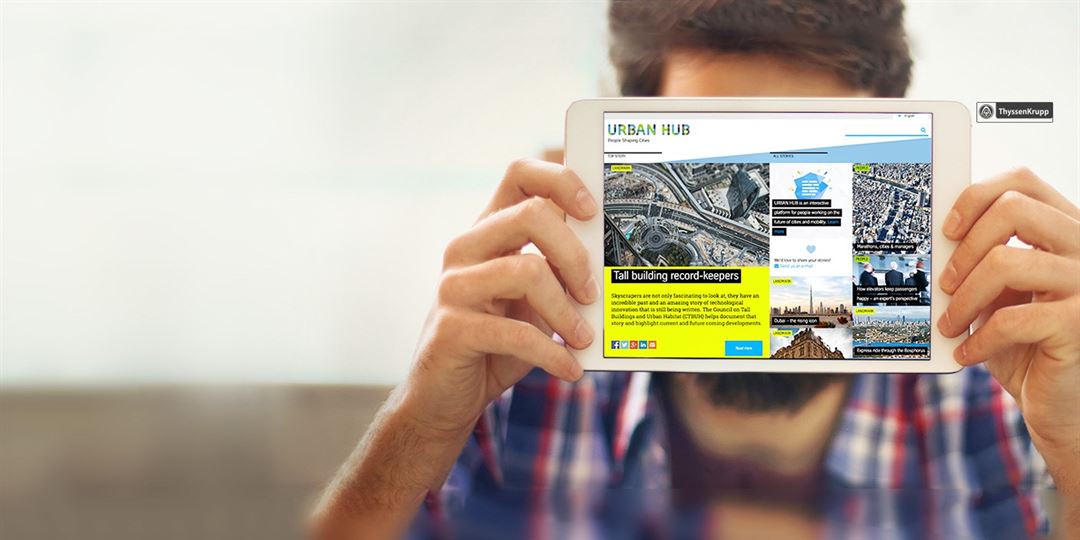 ThyssenKrupp
English
URBAN HUB
People Shaping Cities
TOP STORY
ALL STORIES
LANDMARK
Tall building record-keepers
Skyscrapers are not only fascinating to look at, they have an
incredible past and an amazing story of technological
innovation that is still being written. The Council on Tall
Buildings and Urban Habitat (CTBUH) helps document that
story and highlight current and future coming developments.
Read more
URBAN HUB is an interactive
platform for people working on the
future of cities and mobility. Learn
more
We'd love to share your stories!
Send us an e-mail
LANDMARK
Dubai – the rising icon
LANDMARK
PEOPLE
Marathons, cities & managers
PEOPLE
How elevators keep passengers
happy – an expert's perspective
LANDMARK
Express ride through the Bosphorus